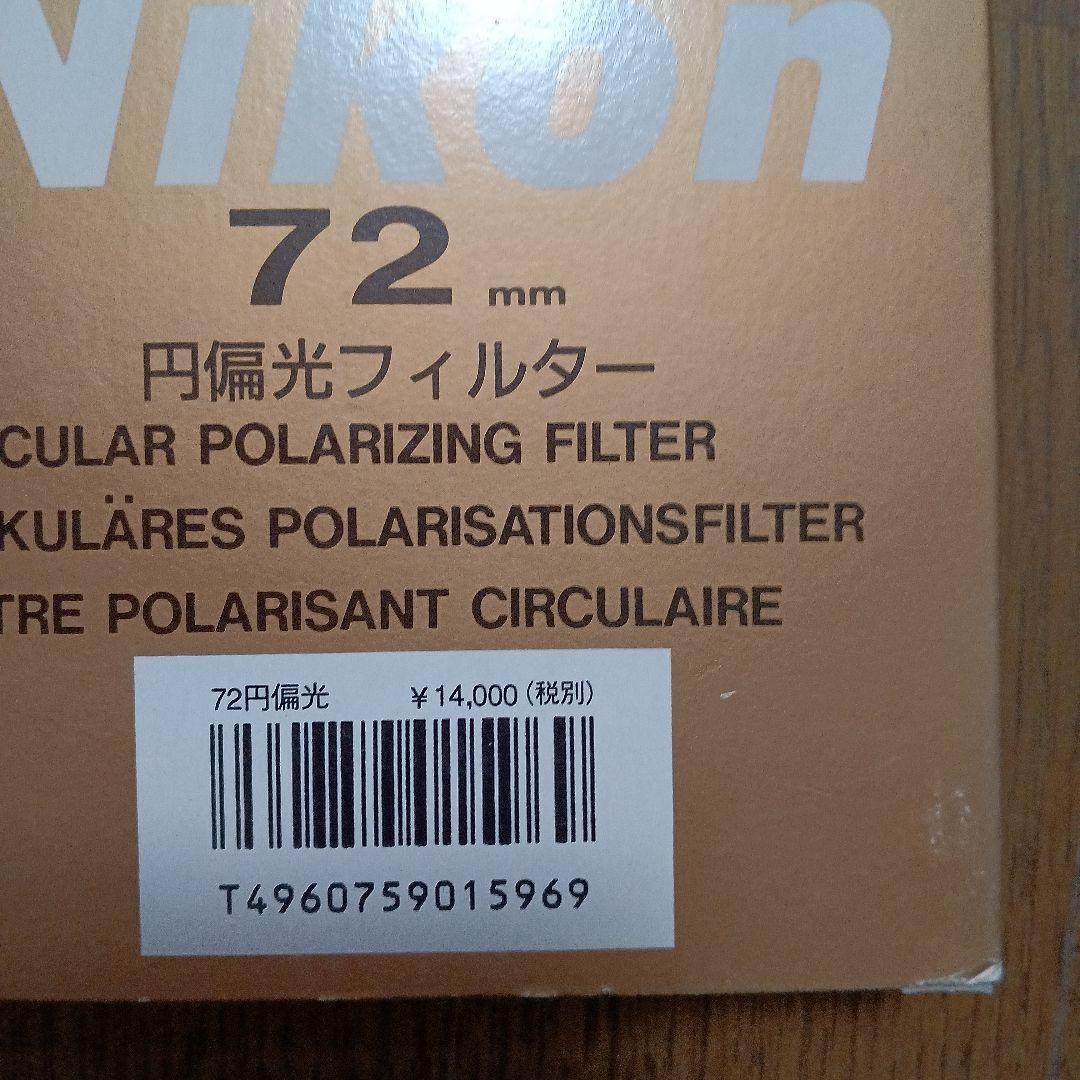 Nikon
72 mm
円偏光フィルター
CULAR POLARIZING FILTER
KULÄRES POLARISATIONSFILTER
TRE POLARISANT CIRCULAIRE
72円偏光 ¥14,000(税別)
T4960759015969